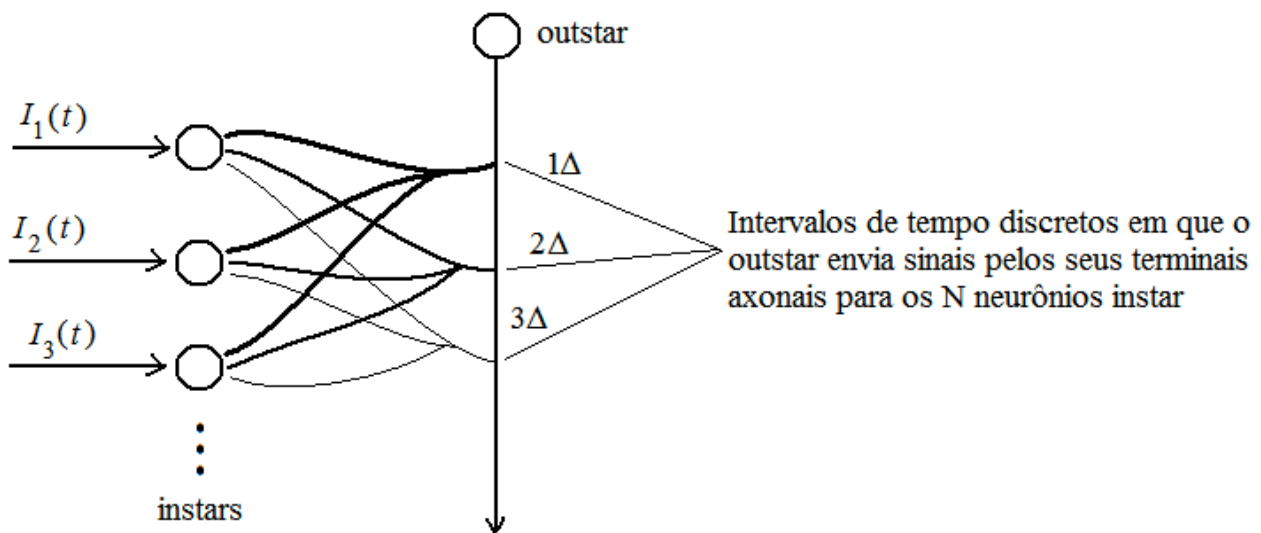 outstar
I₁(t)
1Δ
I₂(t)
2Δ
Intervalos de tempo discretos em que o
outstar envia sinais pelos seus terminais
axonais para os N neurônios instar
3Δ
I₃(t)
instars